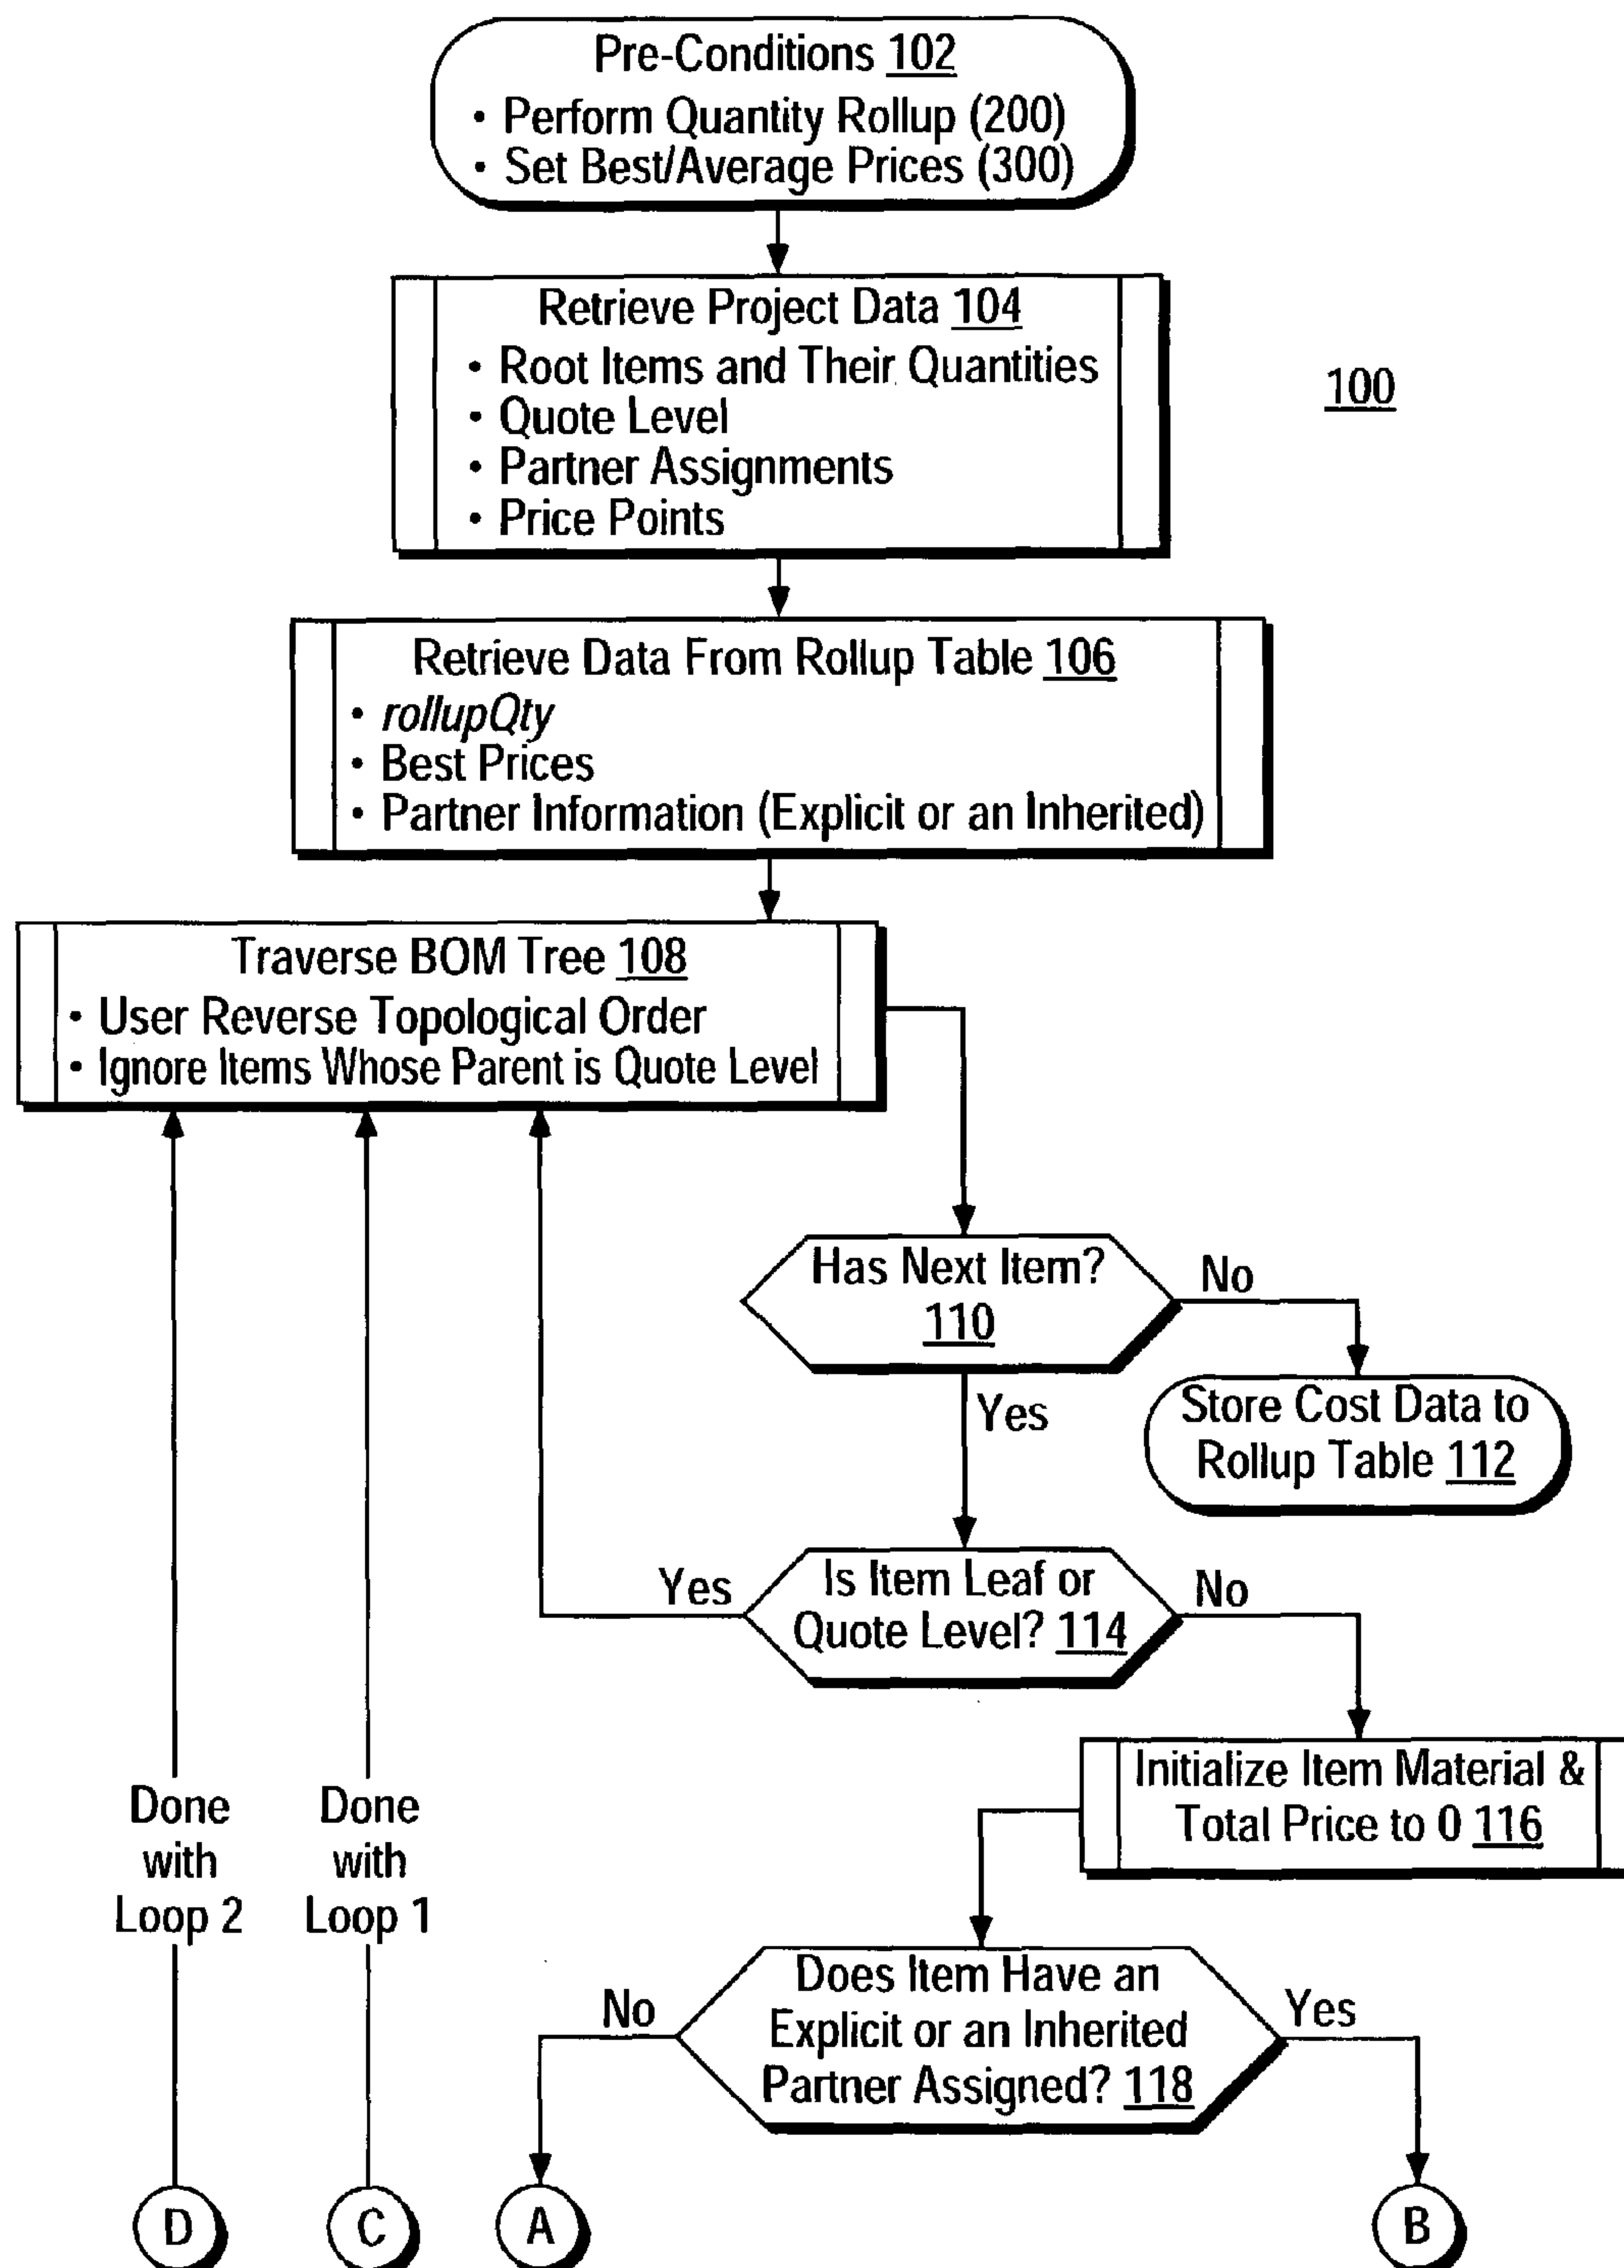 Pre-Conditions 102
• Perform Quantity Rollup (200)
• Set Best/Average Prices (300)
Retrieve Project Data 104
• Root Items and Their Quantities
• Quote Level
• Partner Assignments
• Price Points
100
Retrieve Data From Rollup Table 106
• rollupQty
• Best Prices
• Partner Information (Explicit or an Inherited)
Traverse BOM Tree 108
• User Reverse Topological Order
• Ignore Items Whose Parent is Quote Level
Has Next Item?
110
No
Yes
Store Cost Data to
Rollup Table 112
Is Item Leaf or
Quote Level? 114
Yes
No
Initialize Item Material &
Total Price to 0 116
Done
with
Loop 2
Done
with
Loop 1
Does Item Have an
Explicit or an Inherited
Partner Assigned? 118
No
Yes
D
C
A
B